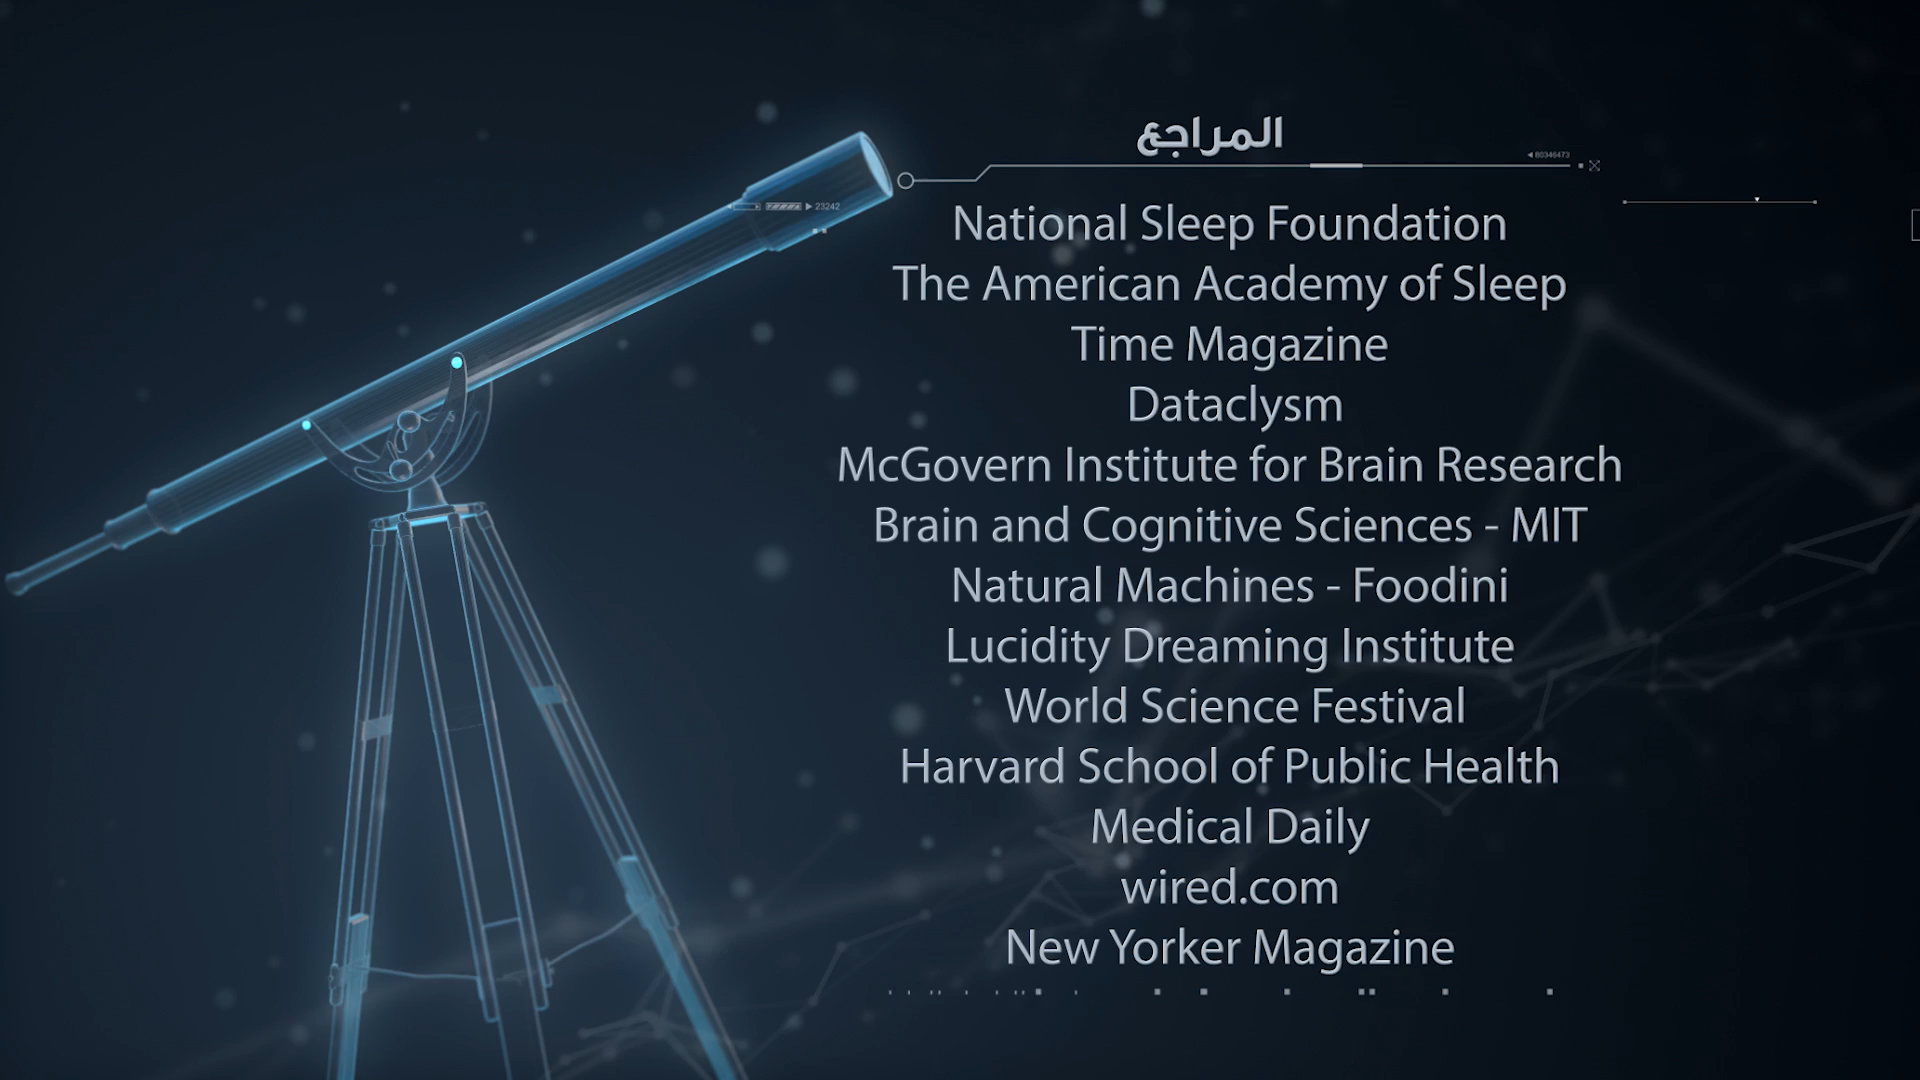 المراجع
◄ 80346473
► 23242
National Sleep Foundation
The American Academy of Sleep
Time Magazine
Dataclysm
McGovern Institute for Brain Research
Brain and Cognitive Sciences - MIT
Natural Machines - Foodini
Lucidity Dreaming Institute
World Science Festival
Harvard School of Public Health
Medical Daily
wired.com
New Yorker Magazine